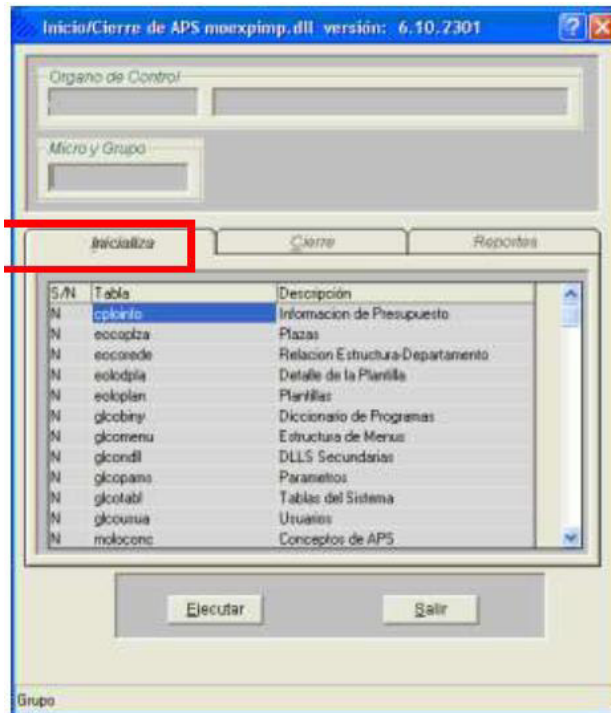 Inicio/Cierre de APS moexpimp.dll versión: 6.10.2301
Organo de Control
Micro y Grupo
Inicializa Cierre Reportes
S/N Tabla Descripción
N cploinfo Informacion de Presupuesto
N eocoplza Plazas
N eocorede Relacion Estructura-Departamento
N eolodpla Detalle de la Plantilla
N eoloplan Plantillas
N glcobiny Diccionario de Programas
N glcomenu Estructura de Menus
N glcondll DLLS Secundarias
N glcopams Parametros
N glcotabl Tablas del Sistema
N glcousua Usuarios
N moloconc Conceptos de APS
Ejecutar Salir
Grupo